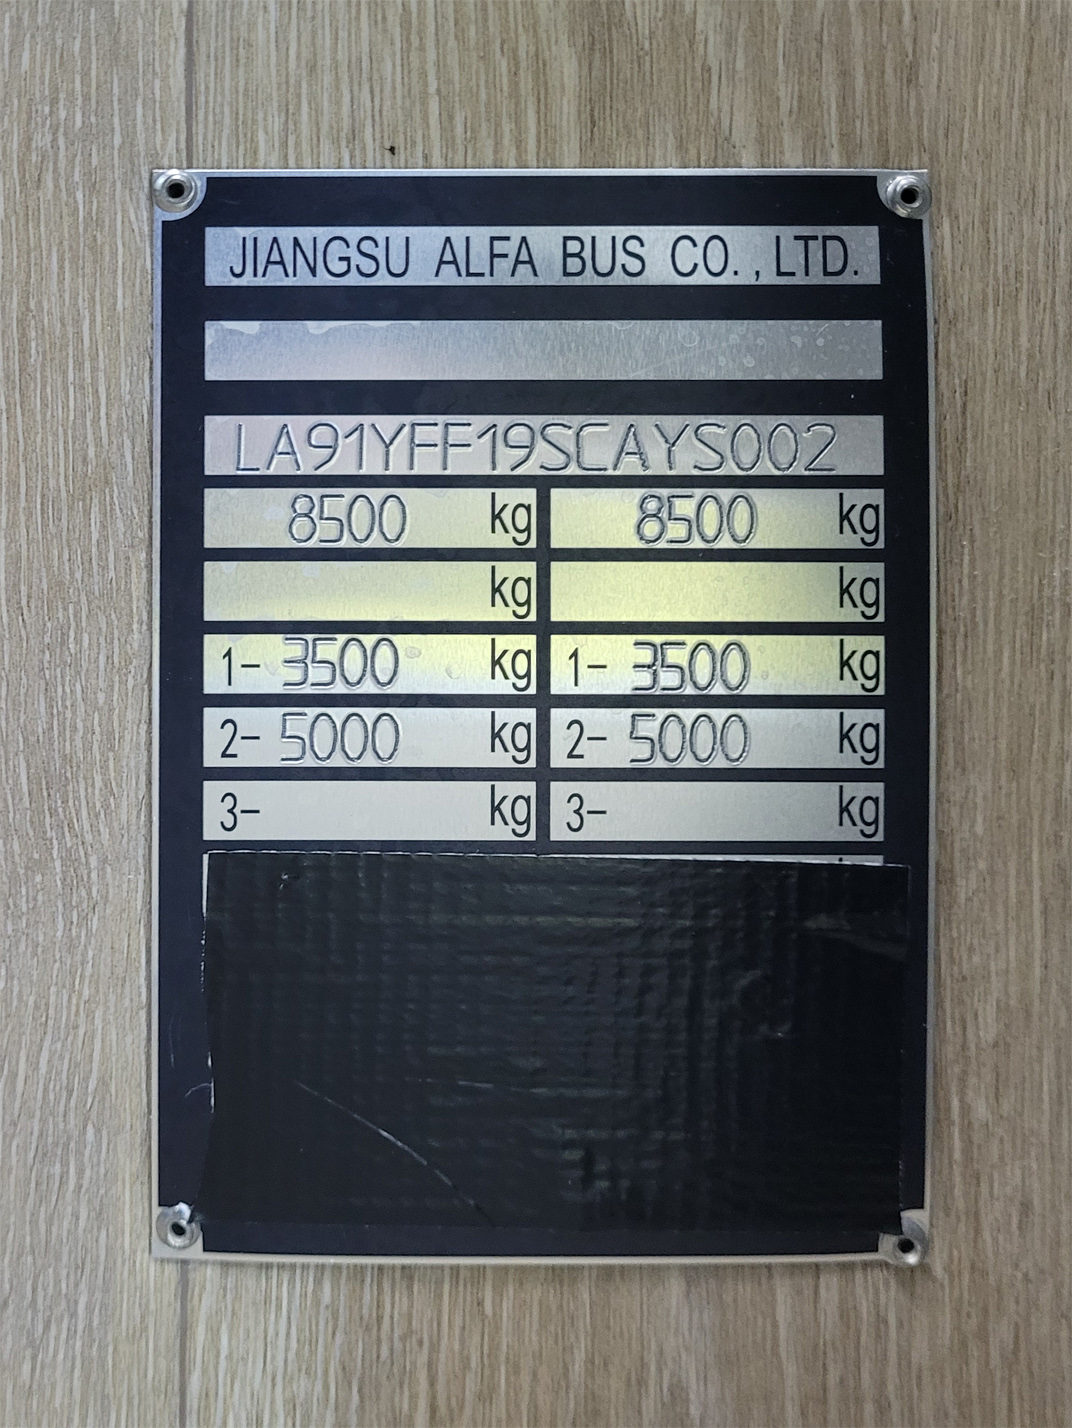 JIANGSU ALFA BUS CO., LTD.
LA91YFF19SCAYS002
8500 kg 8500 kg
kg kg
1- 3500 kg 1- 3500 kg
2- 5000 kg 2- 5000 kg
3- kg 3- kg